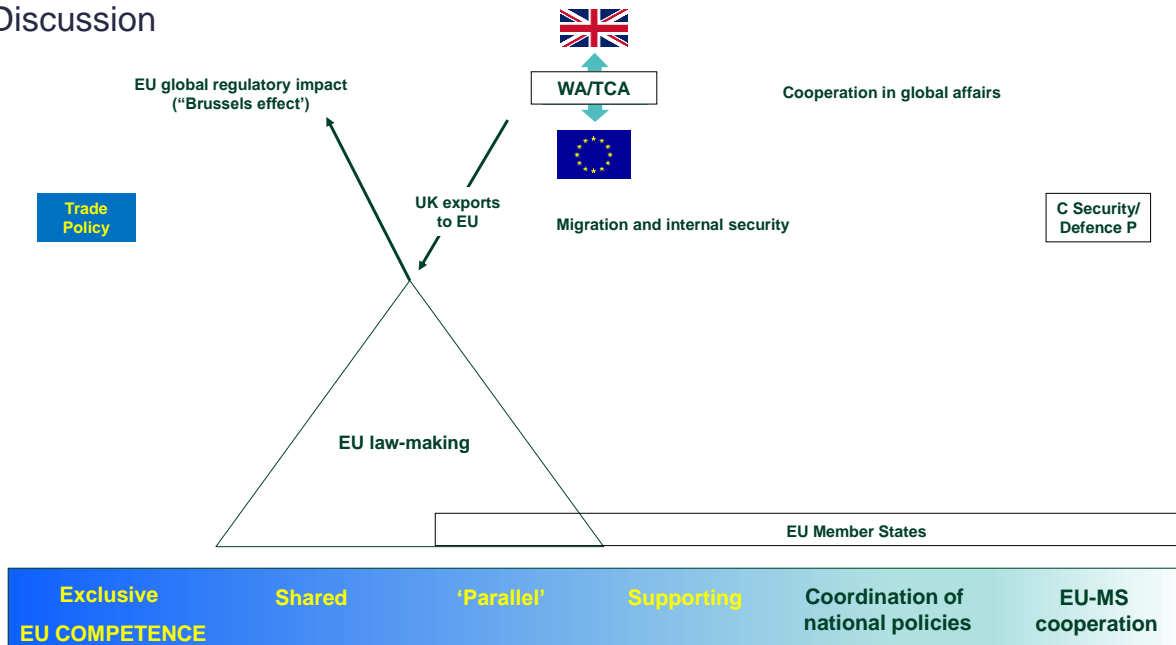 Discussion
EU global regulatory impact
(“Brussels effect’)
WA/TCA
Cooperation in global affairs
Trade
Policy
UK exports
to EU
Migration and internal security
C Security/
Defence P
EU law-making
EU Member States
Exclusive
Shared
‘Parallel’
Supporting
Coordination of
national policies
EU-MS
cooperation
EU COMPETENCE